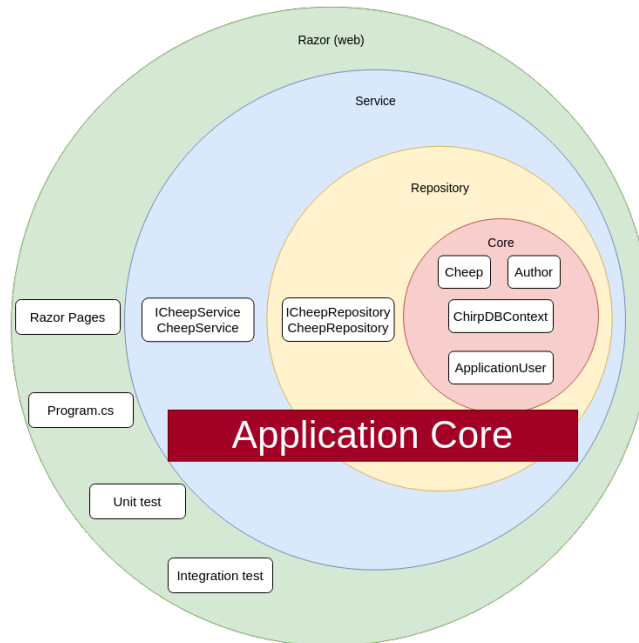 Razor (web)
Service
Repository
Core
Cheep
Author
Razor Pages
ICheepService
CheepService
ICheepRepository
CheepRepository
ChirpDBContext
ApplicationUser
Program.cs
Application Core
Unit test
Integration test